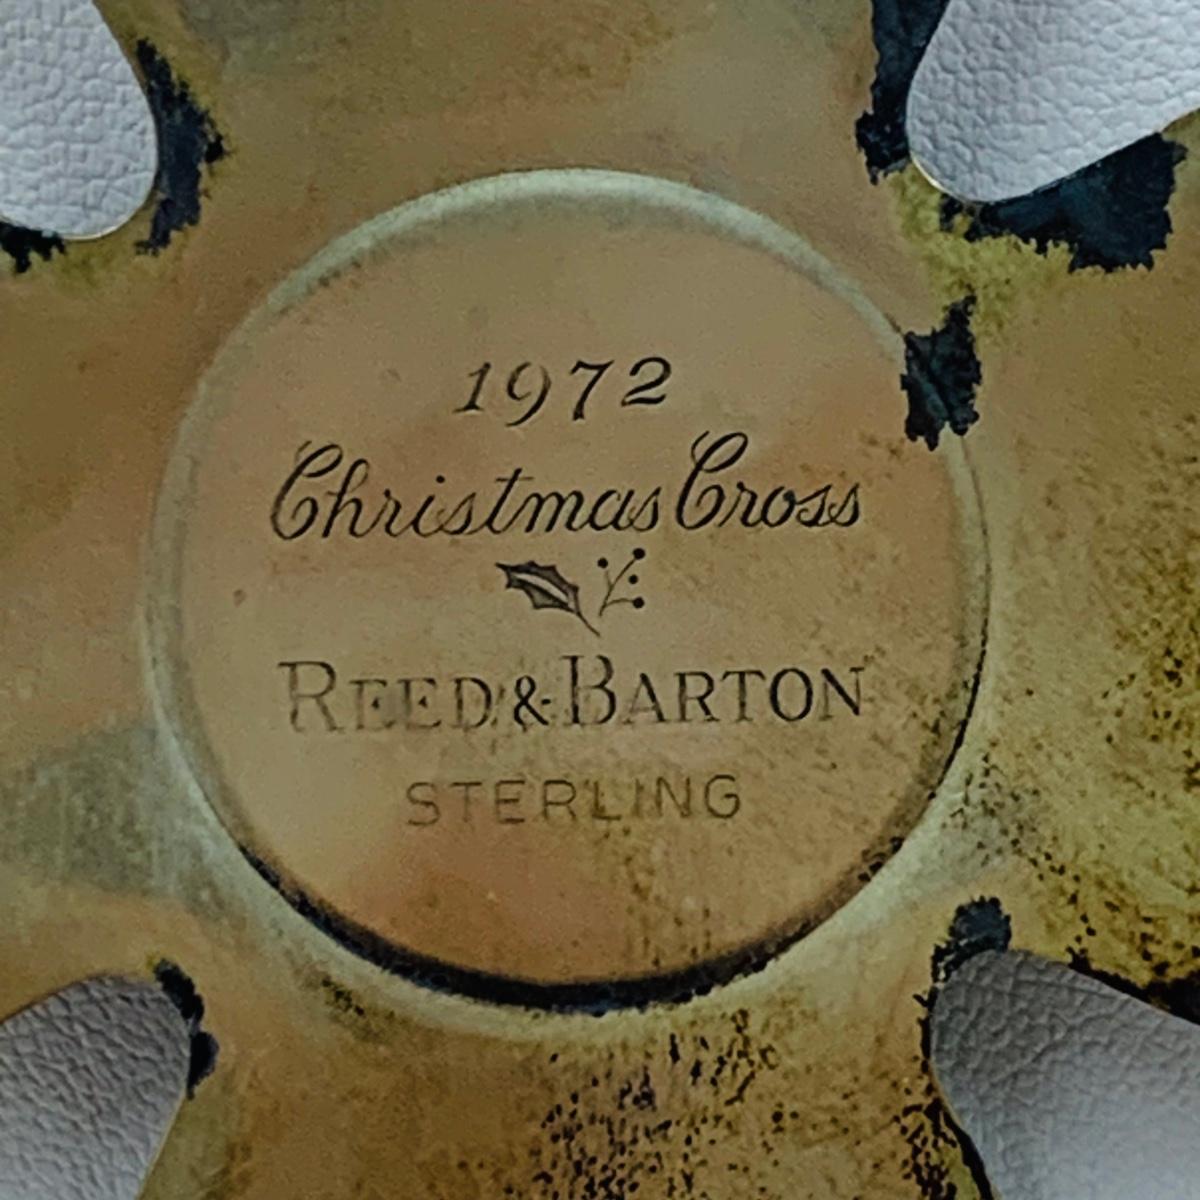 1972
Christmas Cross
REED & BARTON
STERLING